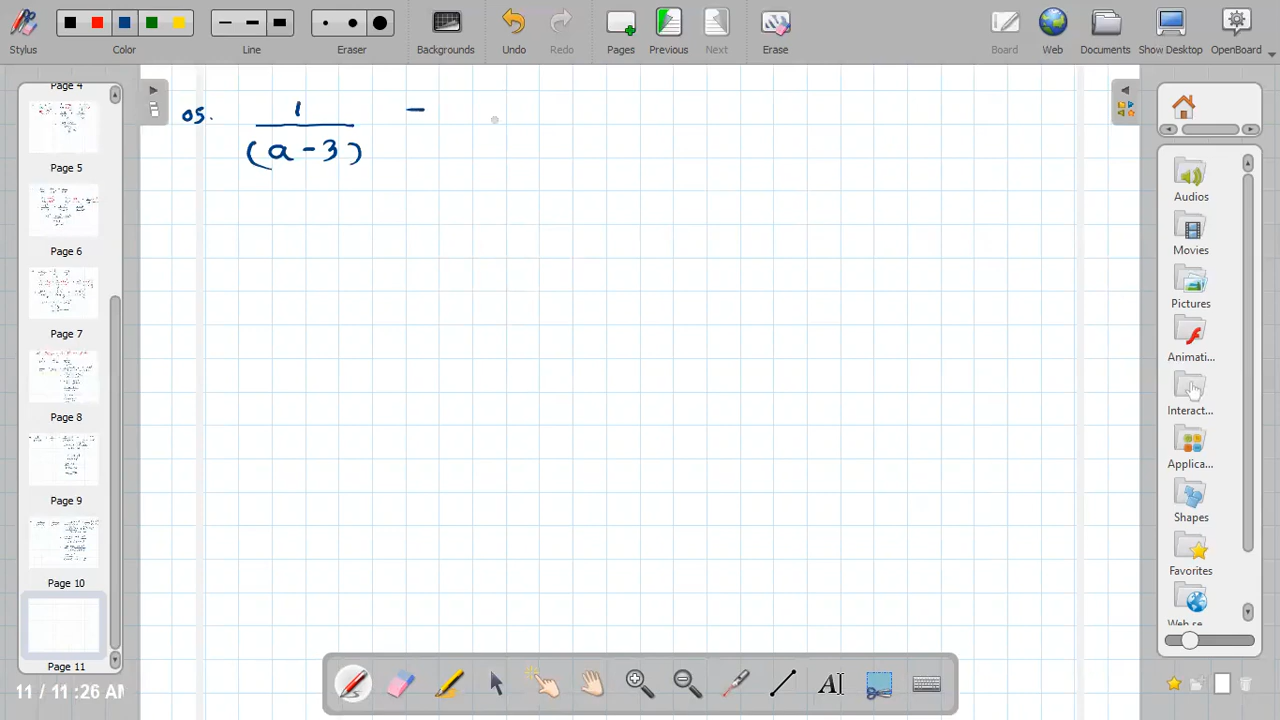 Stylus
Color
Line
Eraser
Backgrounds
Undo
Redo
Pages
Previous
Next
Erase
Board
Web
Documents
Show Desktop
OpenBoard
Page 4
Page 5
Page 6
Page 7
Page 8
Page 9
Page 10
Page 11
11 / 11
:26 AM
05. 1 -
(a - 3)
Audios
Movies
Pictures
Animati...
Interact...
Applica...
Shapes
Favorites
Web se